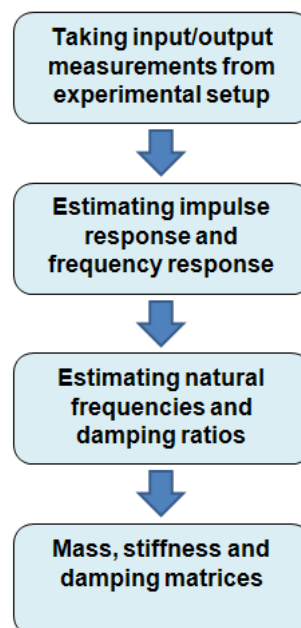 Taking input/output
measurements from
experimental setup
Estimating impulse
response and
frequency response
Estimating natural
frequencies and
damping ratios
Mass, stiffness and
damping matrices